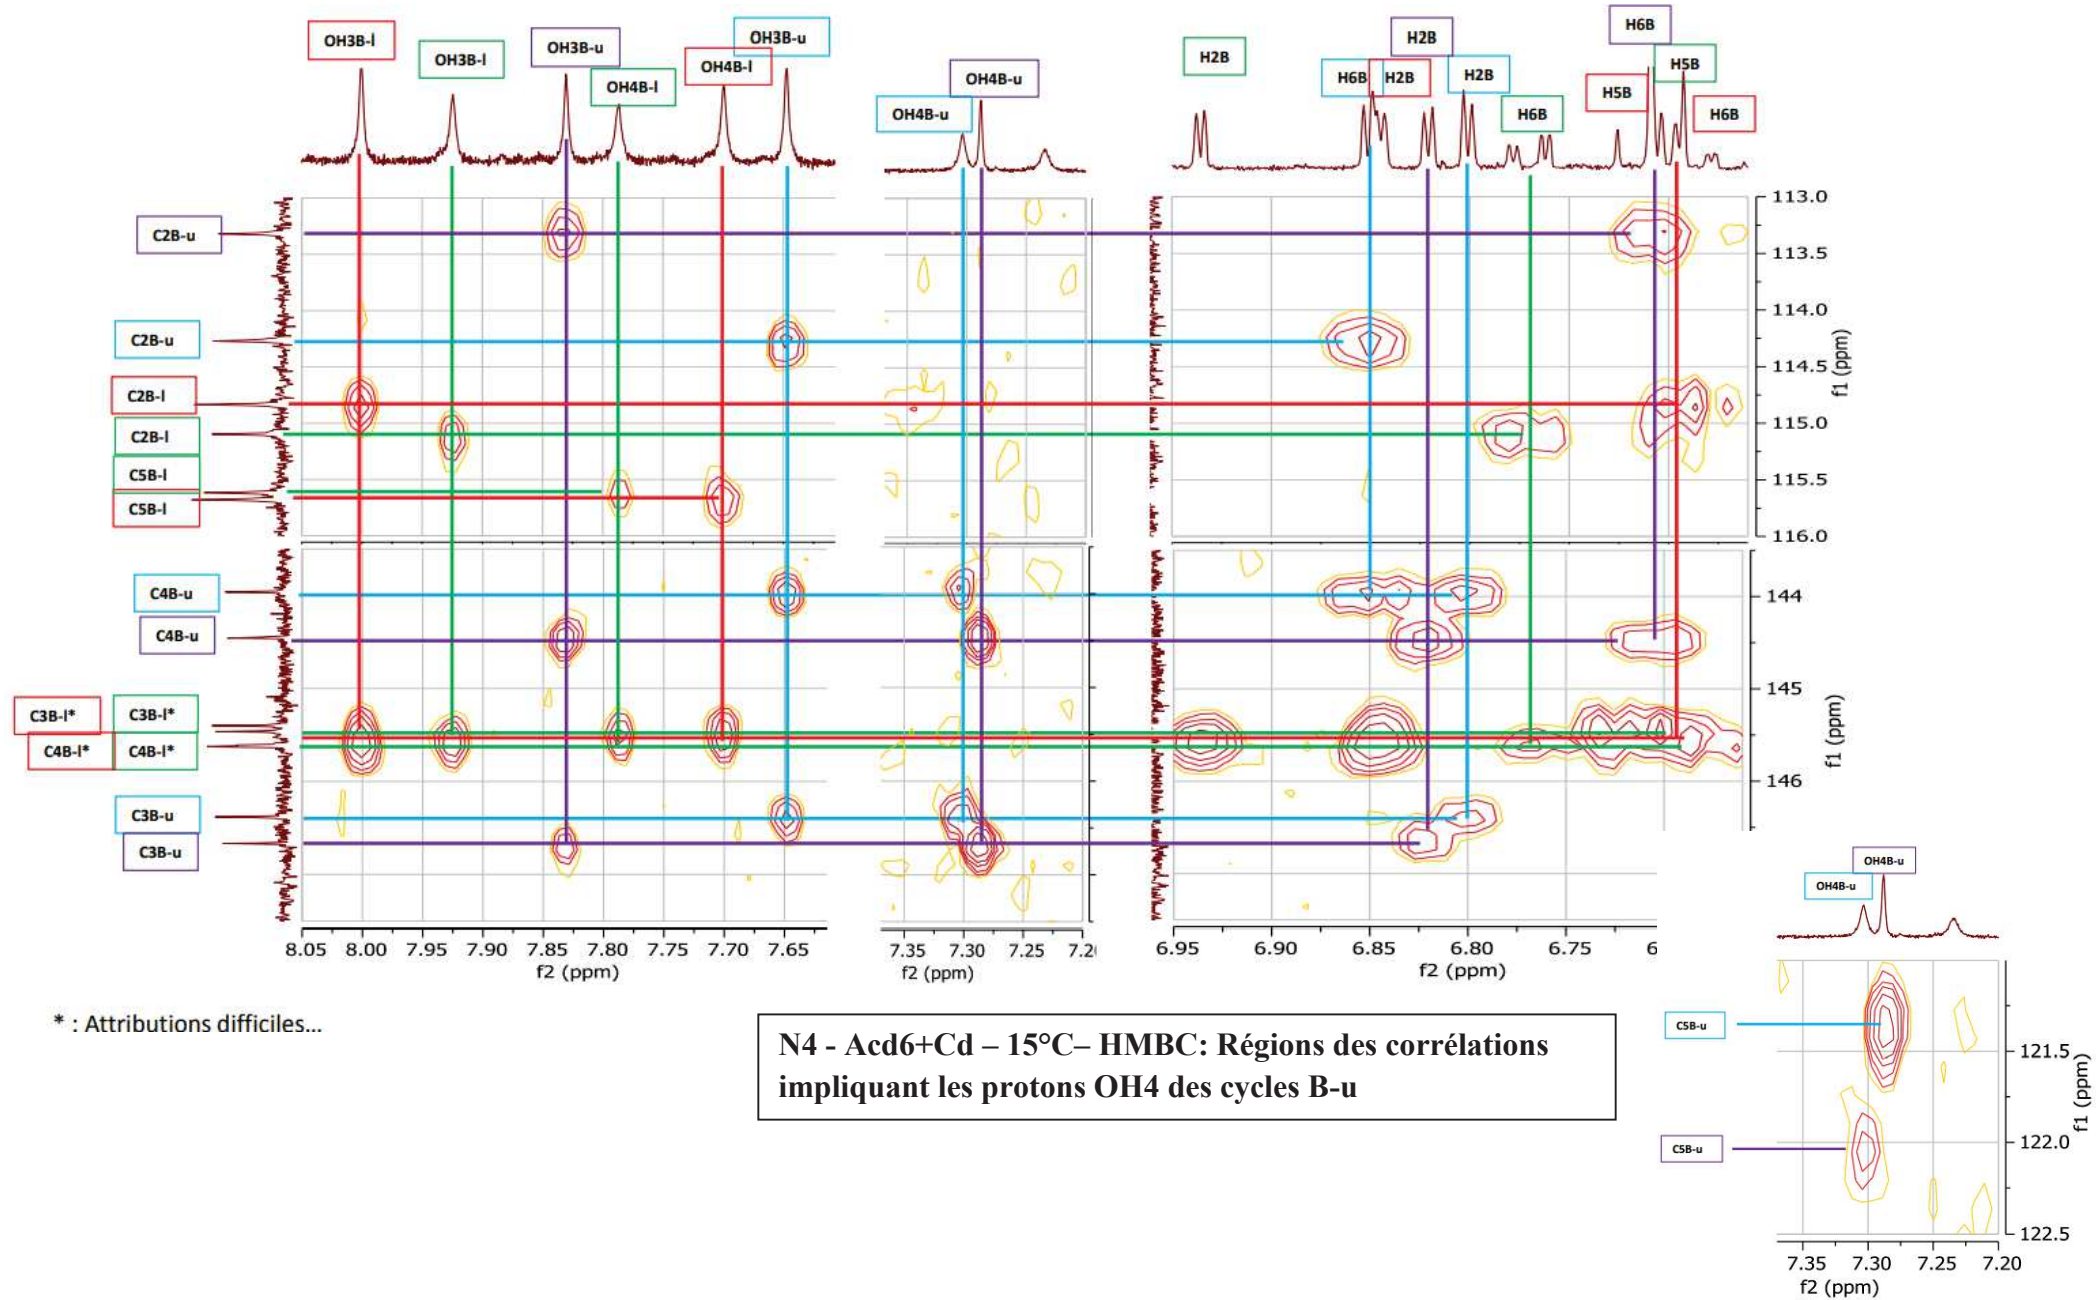 OH3B-l
OH3B-l
OH3B-u
OH4B-l
OH4B-l
OH3B-u
OH4B-u
OH4B-u
H2B
H6B
H2B
H2B
H2B
H6B
H5B
H6B
H5B
H6B
C2B-u
C2B-u
C2B-l
C2B-l
C5B-l
C5B-l
C4B-u
C4B-u
C3B-l*
C3B-l*
C4B-l*
C4B-l*
C3B-u
C3B-u
113.0
113.5
114.0
114.5
115.0
115.5
116.0
f1 (ppm)
144
145
146
f1 (ppm)
8.05 8.00 7.95 7.90 7.85 7.80 7.75 7.70 7.65
f2 (ppm)
7.35 7.30 7.25 7.20
f2 (ppm)
6.95 6.90 6.85 6.80 6.75 6
f2 (ppm)
* : Attributions difficiles...
N4 - Acd6+Cd – 15°C– HMBC: Régions des corrélations
impliquant les protons OH4 des cycles B-u
OH4B-u
OH4B-u
C5B-u
C5B-u
121.5
122.0
122.5
f1 (ppm)
7.35 7.30 7.25 7.20
f2 (ppm)